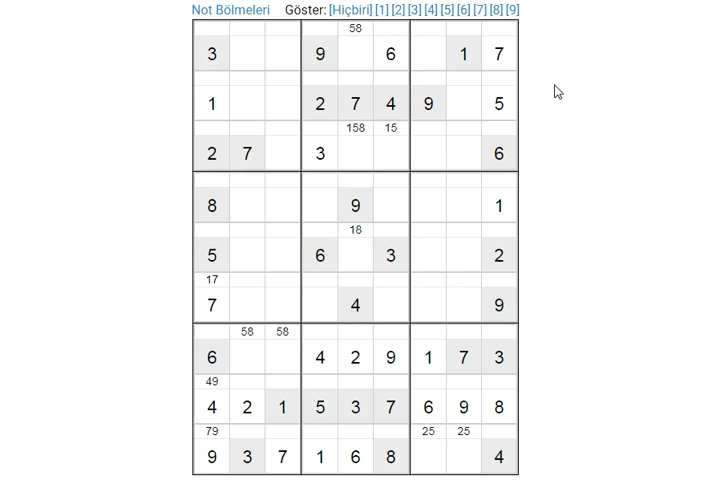 Not Bölmeleri Göster: [Hiçbiri] [1] [2] [3] [4] [5] [6] [7] [8] [9]
58
3 9 6 1 7
1 2 7 4 9 5
158 15
2 7 3 6
8 9 1
18
5 6 3 2
17
7 4 9
58 58
6 4 2 9 1 7 3
49
4 2 1 5 3 7 6 9 8
79 25 25
9 3 7 1 6 8 4